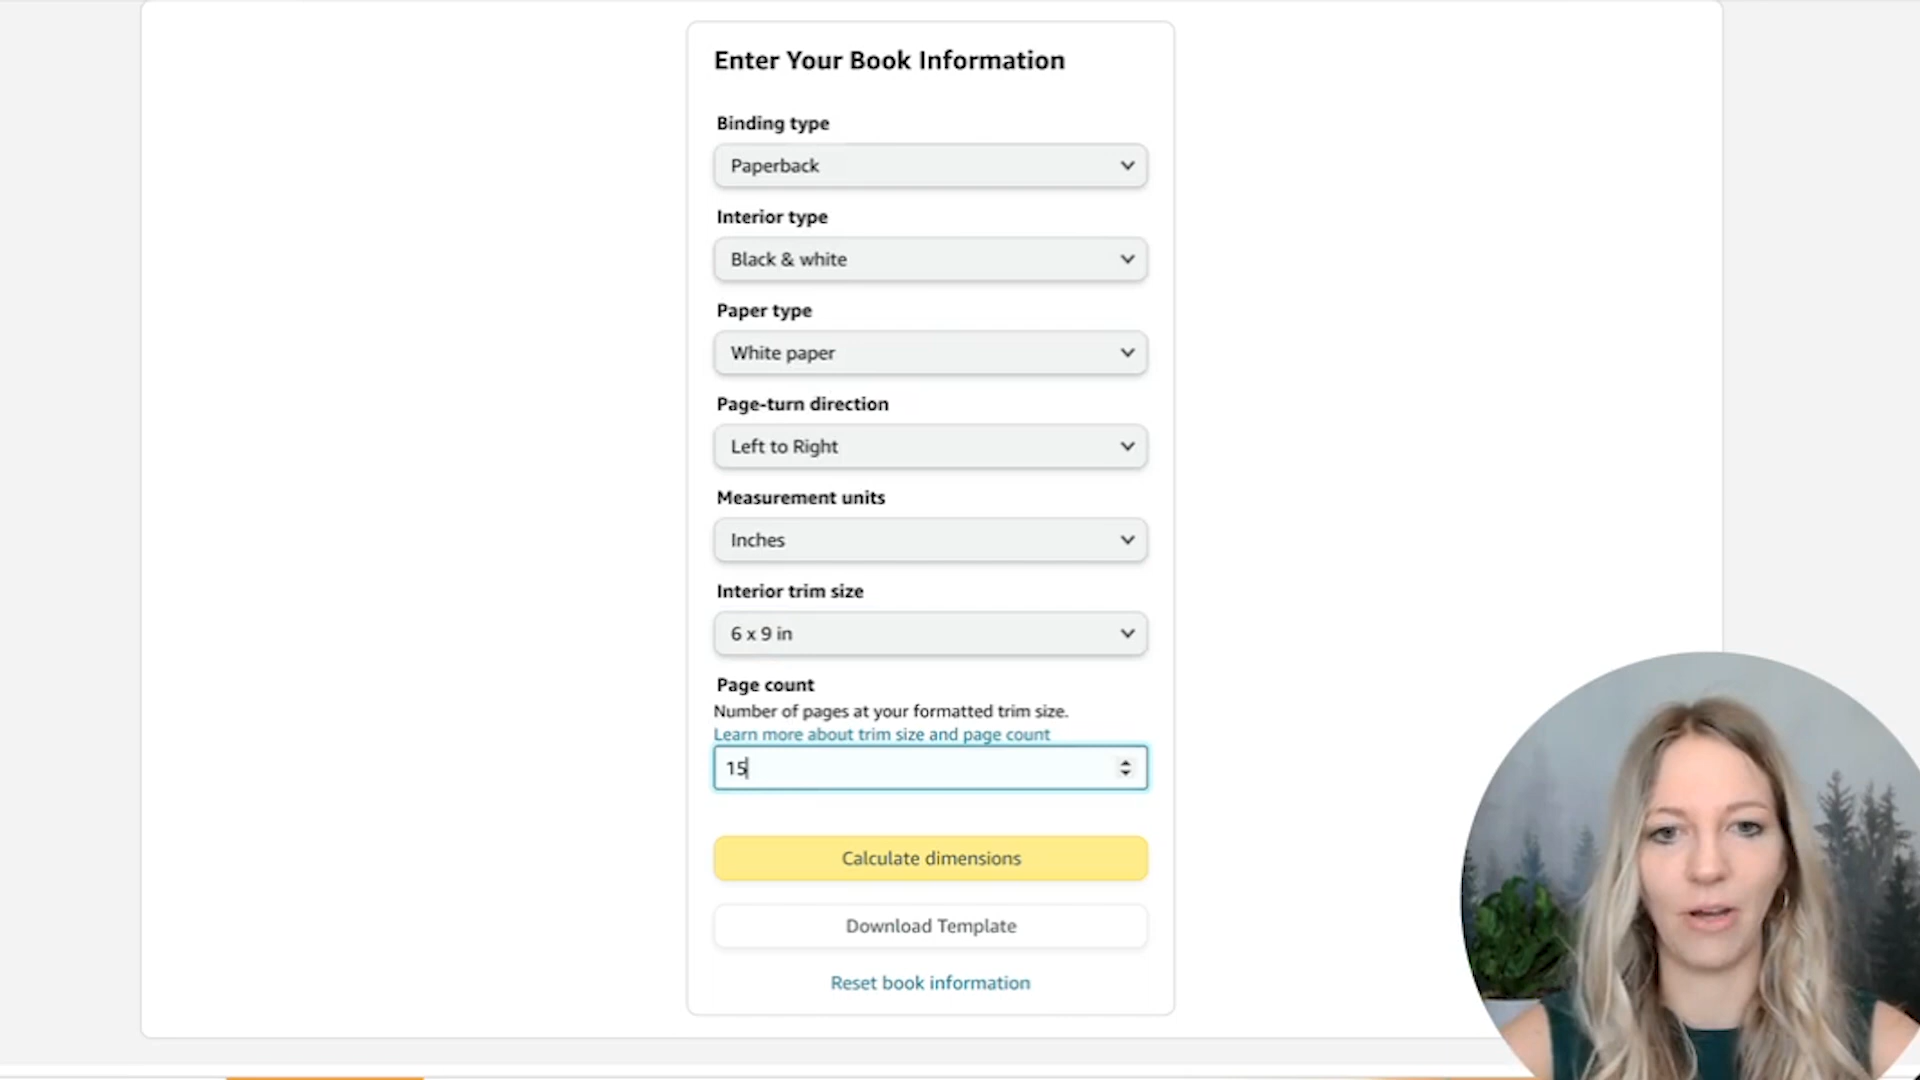 Enter Your Book Information
Binding type
Paperback
Interior type
Black & white
Paper type
White paper
Page-turn direction
Left to Right
Measurement units
Inches
Interior trim size
6 x 9 in
Page count
Number of pages at your formatted trim size.
Learn more about trim size and page count
15
Calculate dimensions
Download Template
Reset book information